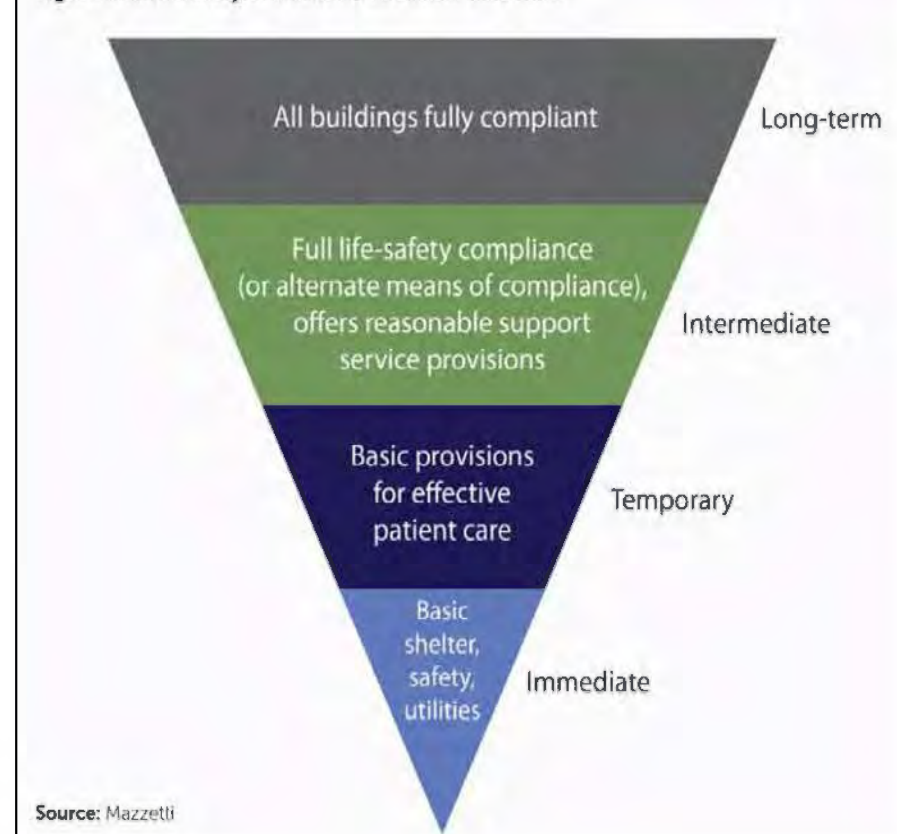 All buildings fully compliant
Long-term
Full life-safety compliance
(or alternate means of compliance),
offers reasonable support
service provisions
Intermediate
Basic provisions
for effective
patient care
Temporary
Basic
shelter,
safety,
utilities
Immediate
Source: Mazzetti